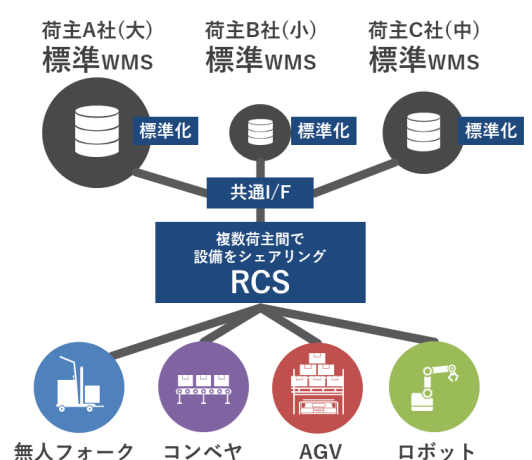 荷主A社(大)
標準WMS
荷主B社(小)
標準WMS
荷主C社(中)
標準WMS
標準化
標準化
標準化
共通I/F
複数荷主間で
設備をシェアリング
RCS
無人フォーク
コンベヤ
AGV
ロボット